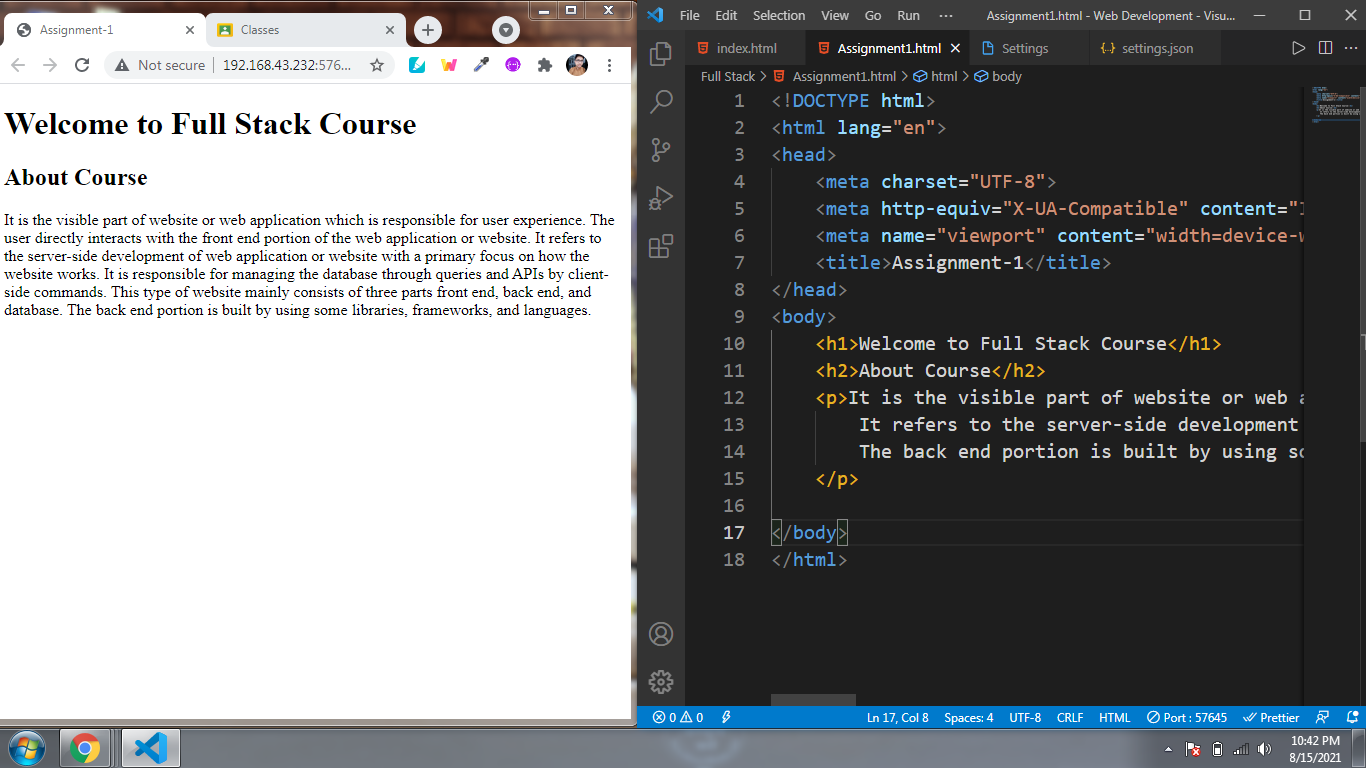 Assignment-1
Classes
Not secure
192.168.43.232:576...
Welcome to Full Stack Course
About Course
It is the visible part of website or web application which is responsible for user experience. The
user directly interacts with the front end portion of the web application or website. It refers to
the server-side development of web application or website with a primary focus on how the
website works. It is responsible for managing the database through queries and APIs by client-
side commands. This type of website mainly consists of three parts front end, back end, and
database. The back end portion is built by using some libraries, frameworks, and languages.
File Edit Selection View Go Run ··· Assignment1.html - Web Development - Visu...
index.html Assignment1.html Settings settings.json
Full Stack > Assignment1.html > html > body
1 <!DOCTYPE html>
2 <html lang="en">
3 <head>
4 <meta charset="UTF-8">
5 <meta http-equiv="X-UA-Compatible" content="
6 <meta name="viewport" content="width=device-w
7 <title>Assignment-1</title>
8 </head>
9 <body>
10 <h1>Welcome to Full Stack Course</h1>
11 <h2>About Course</h2>
12 <p>It is the visible part of website or web a
13 It refers to the server-side development
14 The back end portion is built by using so
15 </p>
16
17 </body>
18 </html>
0 0 Ln 17, Col 8 Spaces: 4 UTF-8 CRLF HTML Port : 57645 Prettier
10:42 PM
8/15/2021